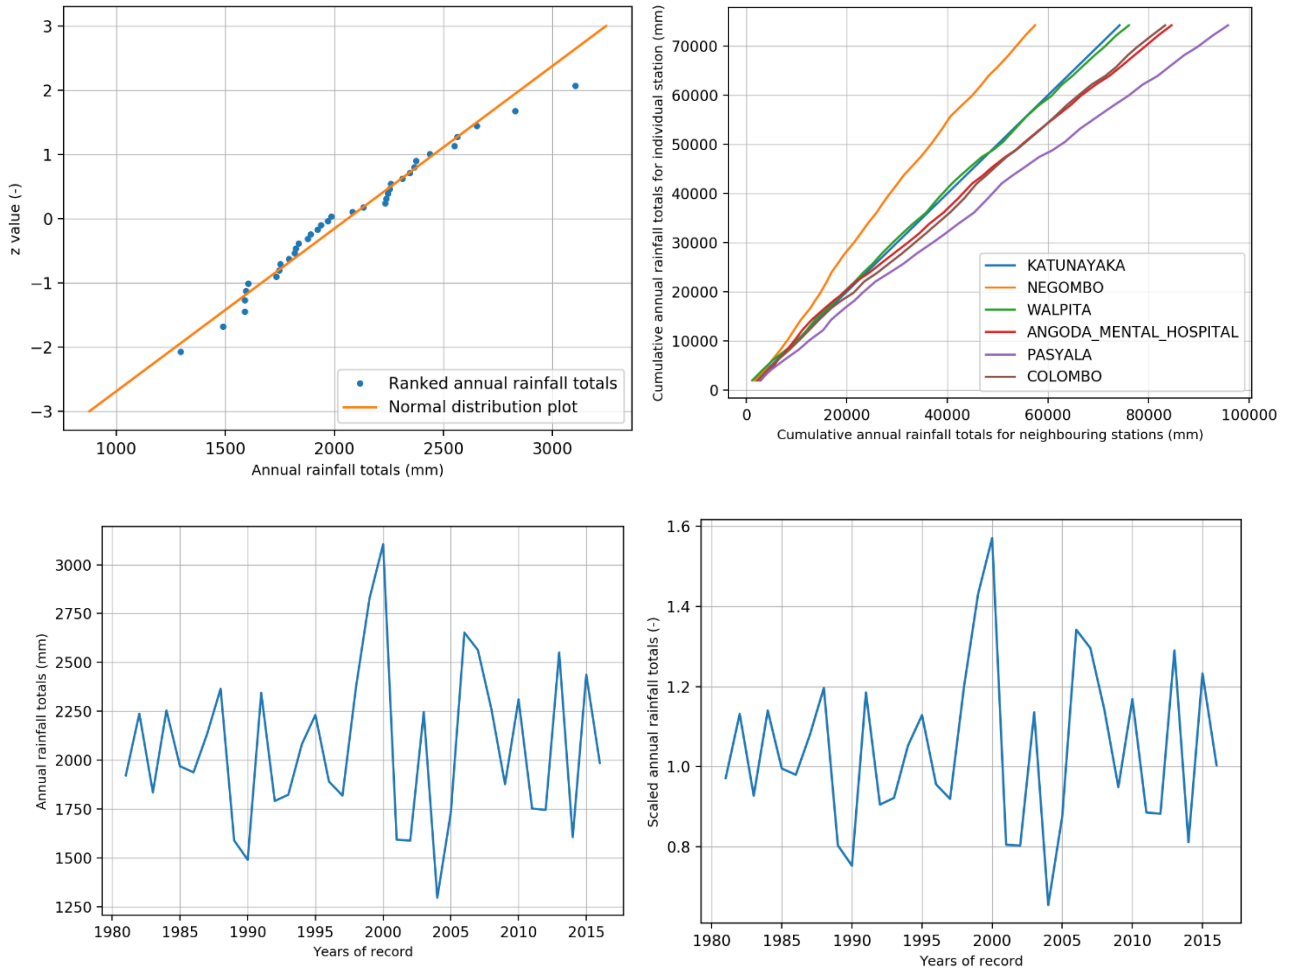 3
2
1
0
−1
−2
−3
z value (-)
Ranked annual rainfall totals
Normal distribution plot
1000 1500 2000 2500 3000
Annual rainfall totals (mm)
70000
60000
50000
40000
30000
20000
10000
0
Cumulative annual rainfall totals for individual station (mm)
KATUNAYAKA
NEGOMBO
WALPITA
ANGODA_MENTAL_HOSPITAL
PASYALA
COLOMBO
0 20000 40000 60000 80000 100000
Cumulative annual rainfall totals for neighbouring stations (mm)
3000
2750
2500
2250
2000
1750
1500
1250
Annual rainfall totals (mm)
1980 1985 1990 1995 2000 2005 2010 2015
Years of record
1.6
1.4
1.2
1.0
0.8
Scaled annual rainfall totals (-)
1980 1985 1990 1995 2000 2005 2010 2015
Years of record